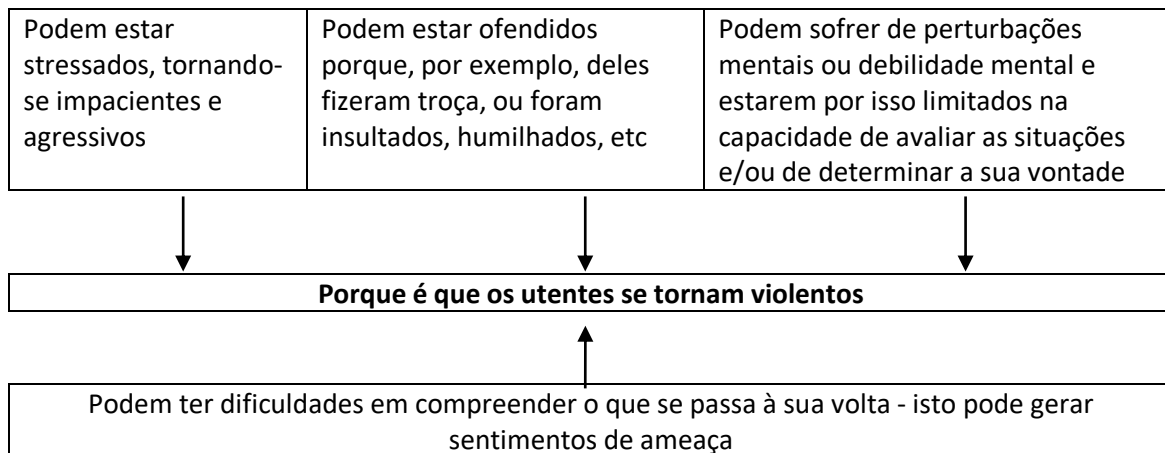 Podem estar
stressados, tornando-
se impacientes e
agressivos
Podem estar ofendidos
porque, por exemplo, deles
fizeram troça, ou foram
insultados, humilhados, etc
Podem sofrer de perturbações
mentais ou debilidade mental e
estarem por isso limitados na
capacidade de avaliar as situações
e/ou de determinar a sua vontade
Porque é que os utentes se tornam violentos
Podem ter dificuldades em compreender o que se passa à sua volta - isto pode gerar
sentimentos de ameaça